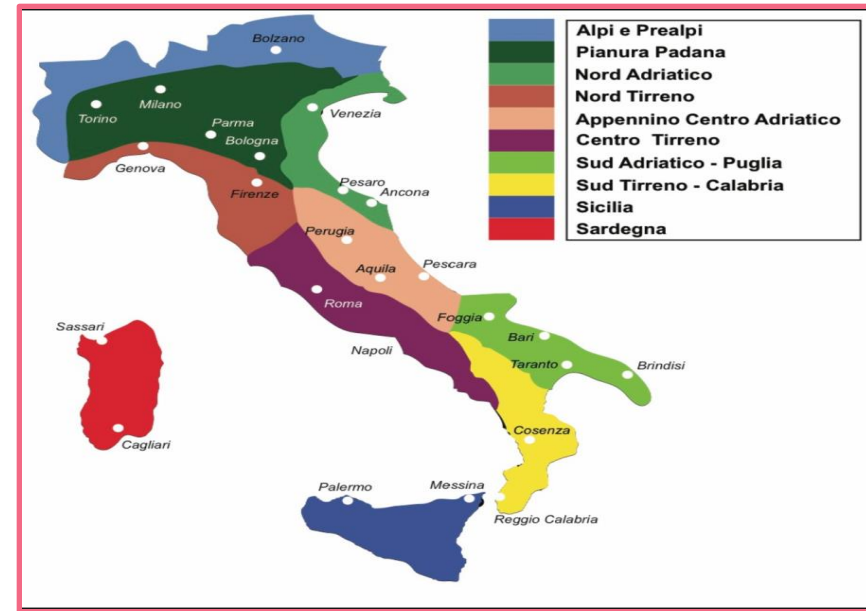 Alpi e Prealpi
Pianura Padana
Nord Adriatico
Nord Tirreno
Appennino Centro Adriatico
Centro Tirreno
Sud Adriatico - Puglia
Sud Tirreno - Calabria
Sicilia
Sardegna
Bolzano
Milano
Torino
Venezia
Parma
Bologna
Genova
Firenze
Pesaro
Ancona
Perugia
Aquila
Pescara
Roma
Foggia
Sassari
Bari
Napoli
Taranto
Brindisi
Cagliari
Cosenza
Palermo
Messina
Reggio Calabria